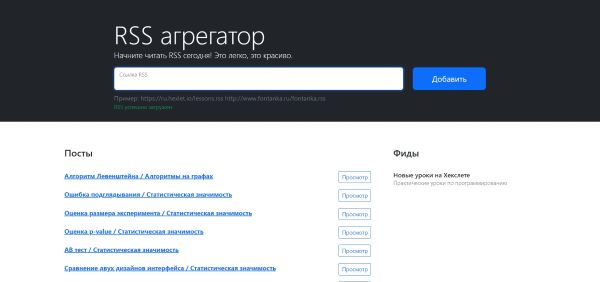 RSS агрегатор
Начните читать RSS сегодня! Это легко, это красиво.
Ссылка RSS
Добавить
Пример: https://ru.hexlet.io/lessons.rss http://www.fontanka.ru/fontanka.rss
RSS успешно загружен
Посты
Алгоритм Левенштейна / Алгоритмы на графах
Просмотр
Ошибка подглядывания / Статистическая значимость
Просмотр
Оценка размера эксперимента / Статистическая значимость
Просмотр
Оценка p-value / Статистическая значимость
Просмотр
AB тест / Статистическая значимость
Просмотр
Сравнение двух дизайнов интерфейса / Статистическая значимость
Просмотр
Фиды
Новые уроки на Хекслете
Практические уроки по программированию